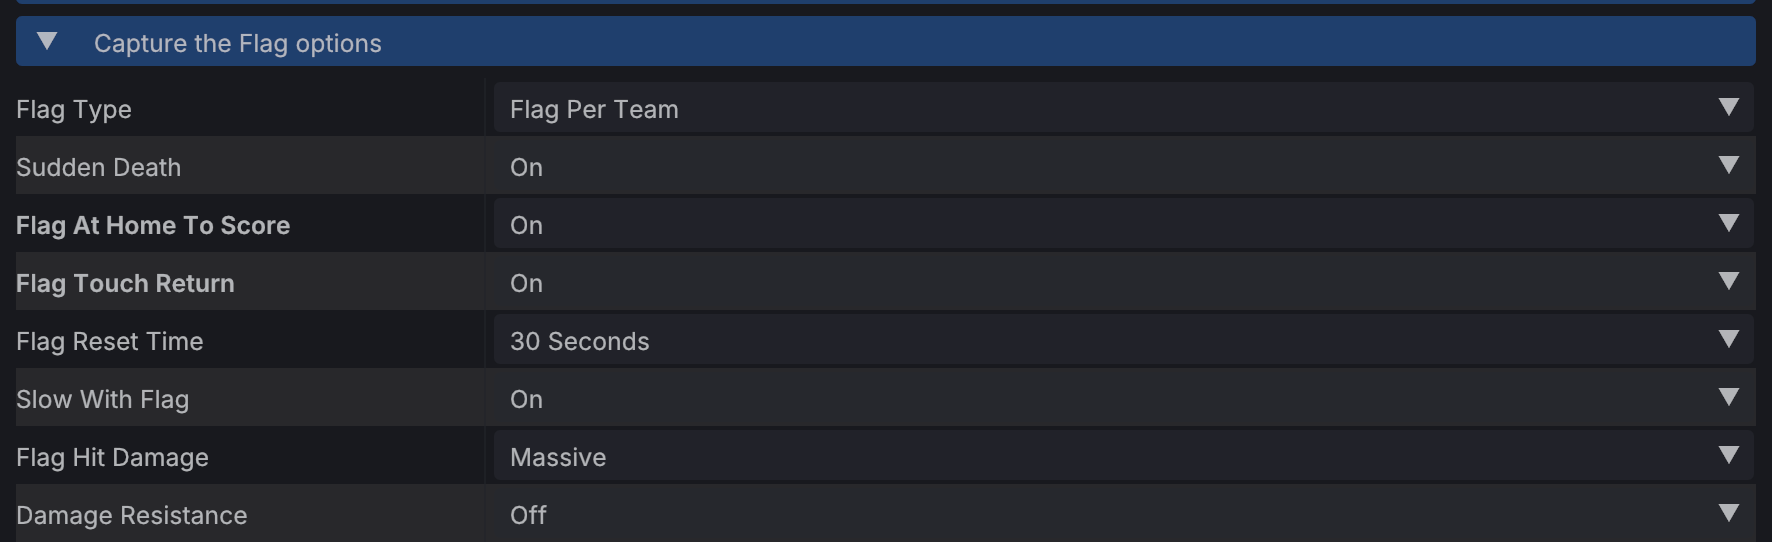 Capture the Flag options
Flag Type Flag Per Team
Sudden Death On
Flag At Home To Score On
Flag Touch Return On
Flag Reset Time 30 Seconds
Slow With Flag On
Flag Hit Damage Massive
Damage Resistance Off